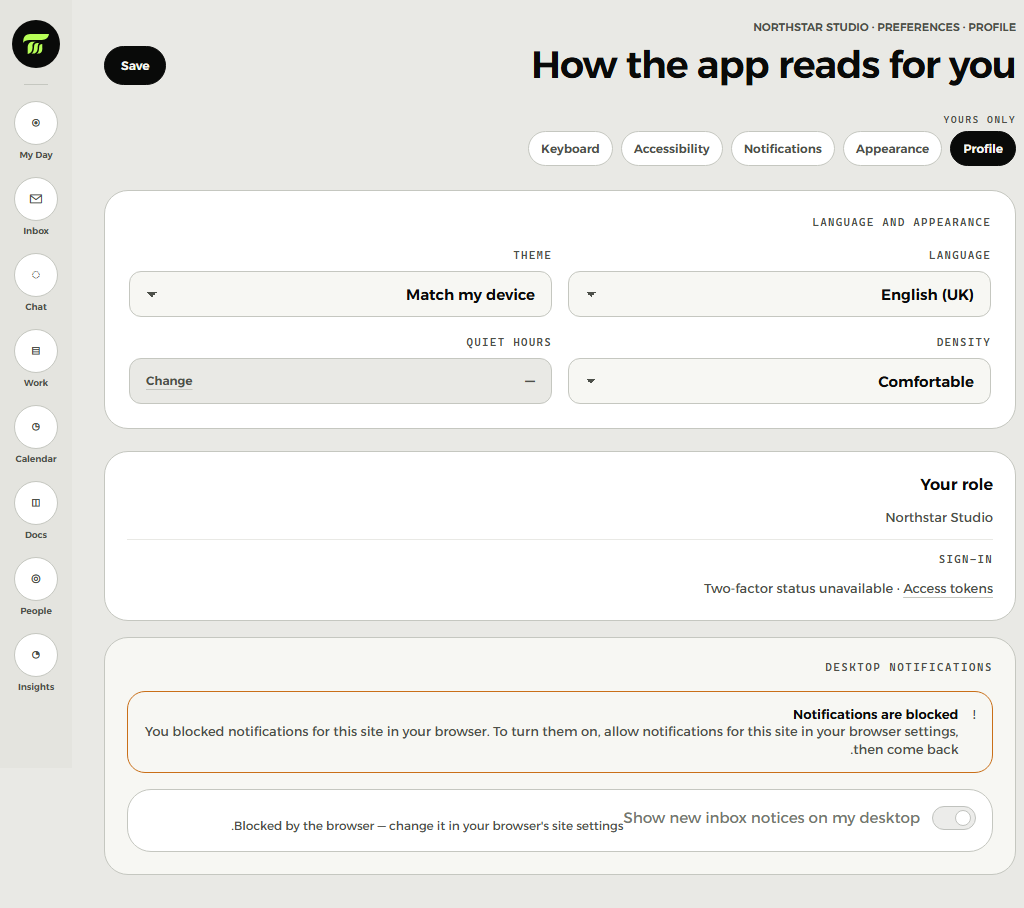 My Day
Inbox
Chat
Work
Calendar
Docs
People
Insights
NORTHSTAR STUDIO · PREFERENCES · PROFILE
How the app reads for you
Save
YOURS ONLY
Profile
Appearance
Notifications
Accessibility
Keyboard
LANGUAGE AND APPEARANCE
LANGUAGE
English (UK)
THEME
Match my device
DENSITY
Comfortable
QUIET HOURS
—
Change
Your role
Northstar Studio
SIGN-IN
Two-factor status unavailable · Access tokens
DESKTOP NOTIFICATIONS
!
Notifications are blocked
You blocked notifications for this site in your browser. To turn them on, allow notifications for this site in your browser settings,
.then come back
Show new inbox notices on my desktop
.Blocked by the browser — change it in your browser's site settings